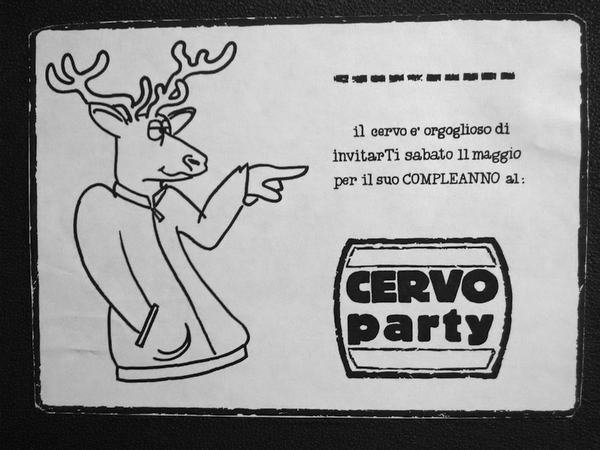 il cervo e' orgoglioso di
invitarTi sabato 11 maggio
per il suo COMPLEANNO al:
CERVO
party